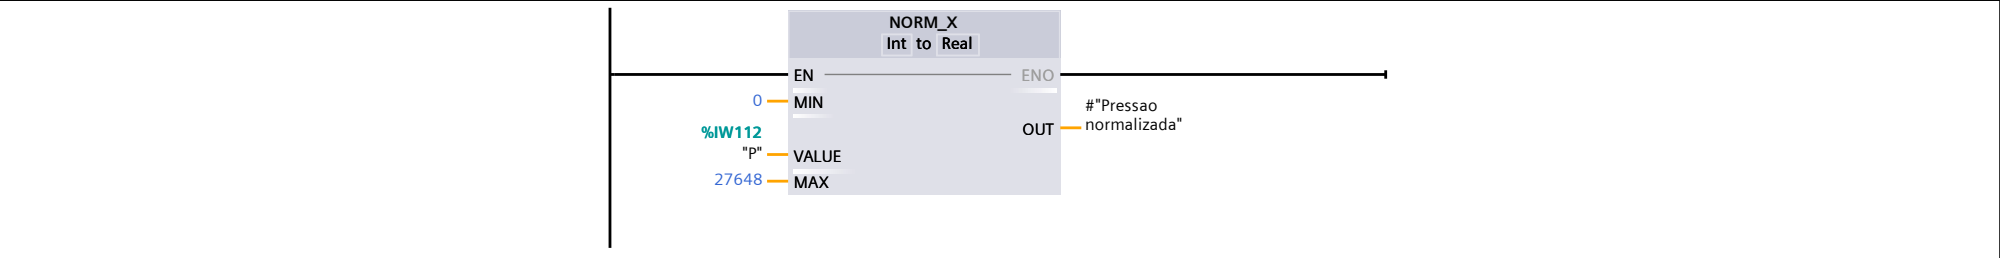 NORM_X
Int to Real
EN
ENO
0
MIN
#"Pressao
normalizada"
OUT
%IW112
"P"
VALUE
27648
MAX